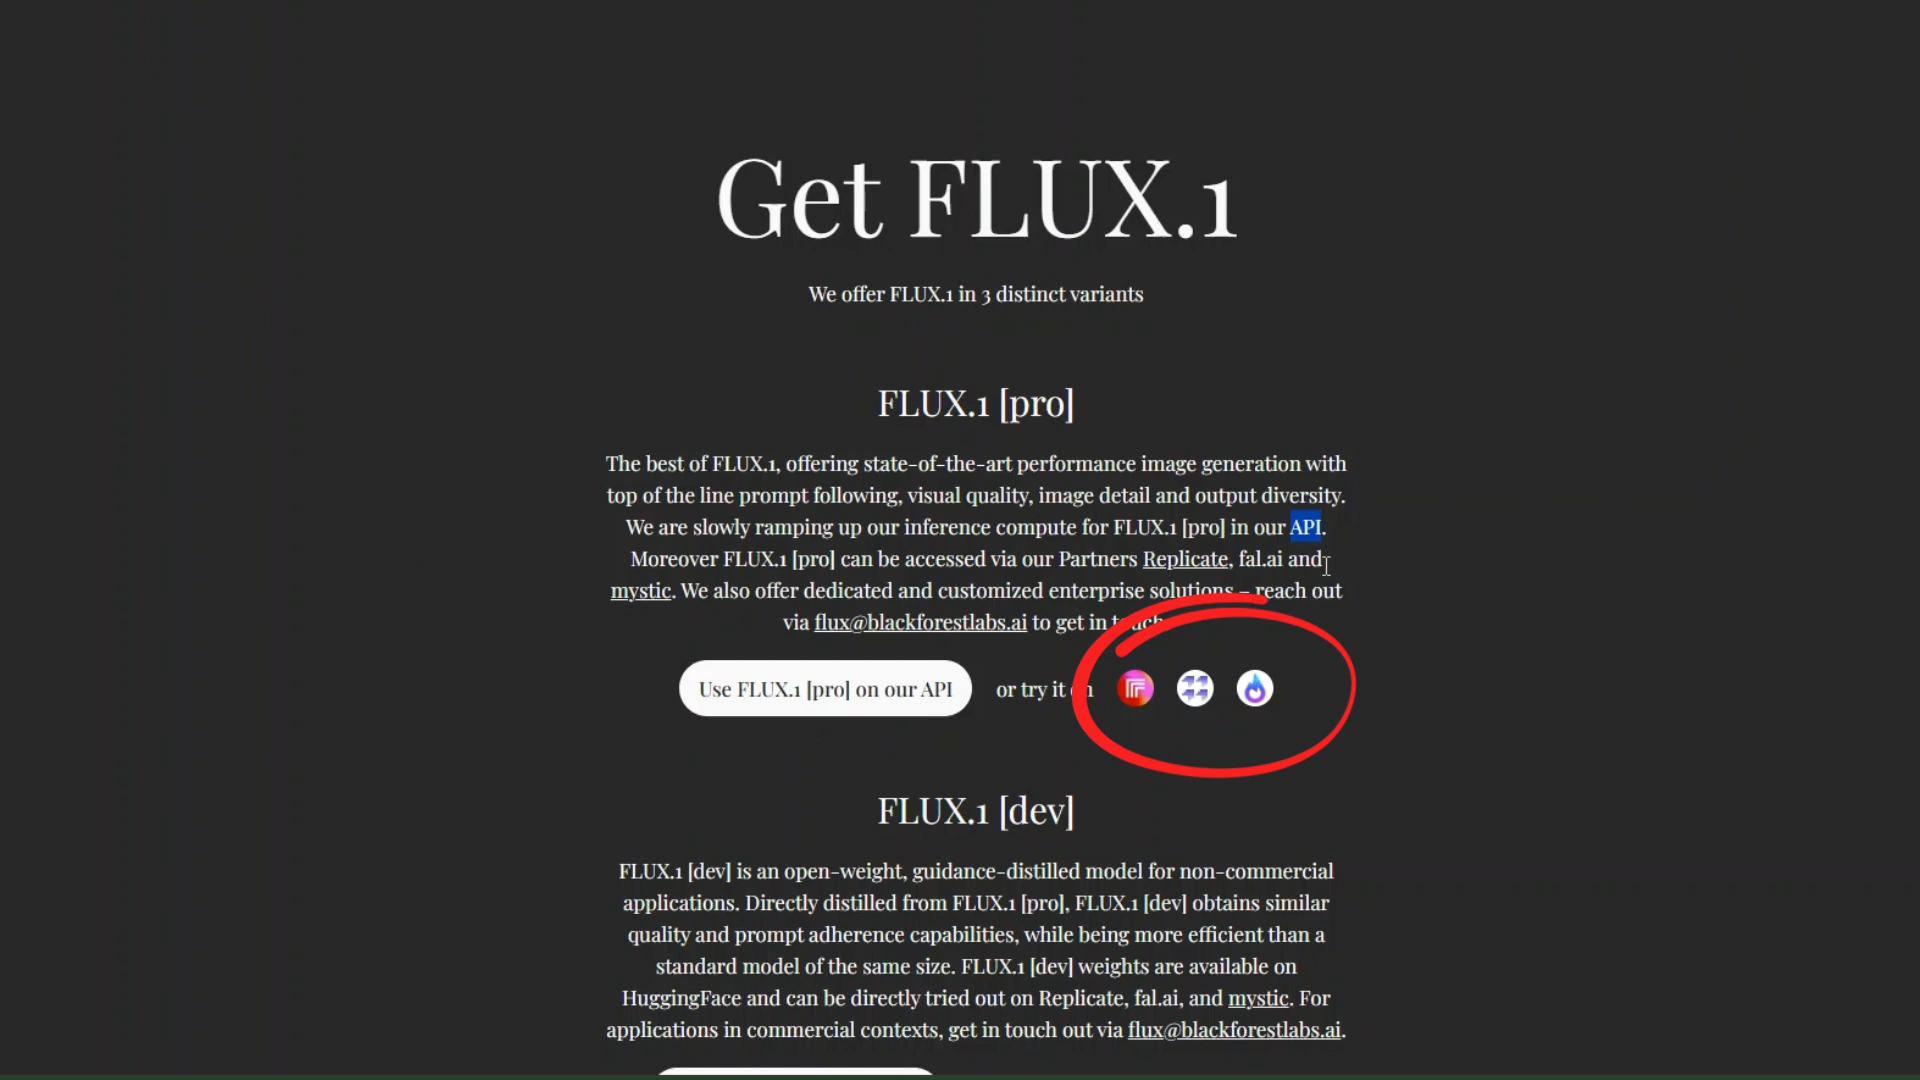 Get FLUX.1
We offer FLUX.1 in 3 distinct variants
FLUX.1 [pro]
The best of FLUX.1, offering state-of-the-art performance image generation with
top of the line prompt following, visual quality, image detail and output diversity.
We are slowly ramping up our inference compute for FLUX.1 [pro] in our API.
Moreover FLUX.1 [pro] can be accessed via our Partners Replicate, fal.ai and
mystic. We also offer dedicated and customized enterprise solutions – reach out
via flux@blackforestlabs.ai to get in touch
Use FLUX.1 [pro] on our API or try it on
FLUX.1 [dev]
FLUX.1 [dev] is an open-weight, guidance-distilled model for non-commercial
applications. Directly distilled from FLUX.1 [pro], FLUX.1 [dev] obtains similar
quality and prompt adherence capabilities, while being more efficient than a
standard model of the same size. FLUX.1 [dev] weights are available on
HuggingFace and can be directly tried out on Replicate, fal.ai, and mystic. For
applications in commercial contexts, get in touch out via flux@blackforestlabs.ai.